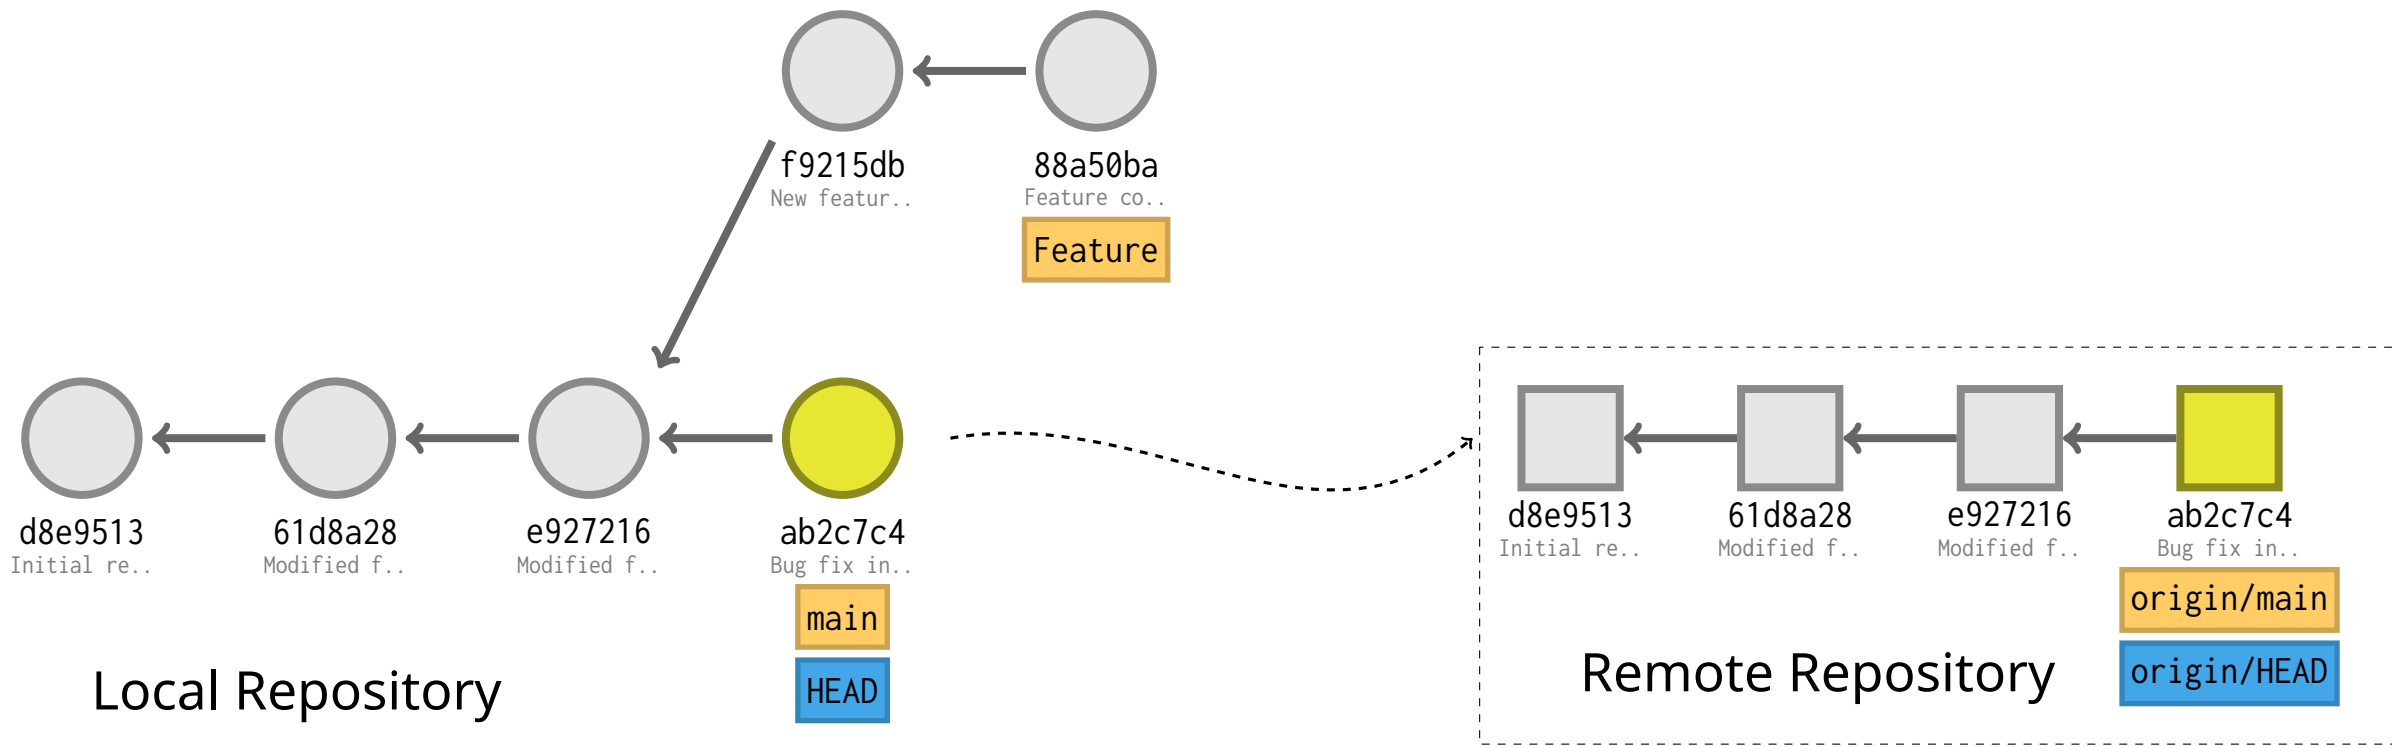 f9215db
New featur..
88a50ba
Feature co..
Feature
d8e9513
Initial re..
61d8a28
Modified f..
e927216
Modified f..
ab2c7c4
Bug fix in..
main
HEAD
Local Repository
d8e9513
Initial re..
61d8a28
Modified f..
e927216
Modified f..
ab2c7c4
Bug fix in..
origin/main
origin/HEAD
Remote Repository